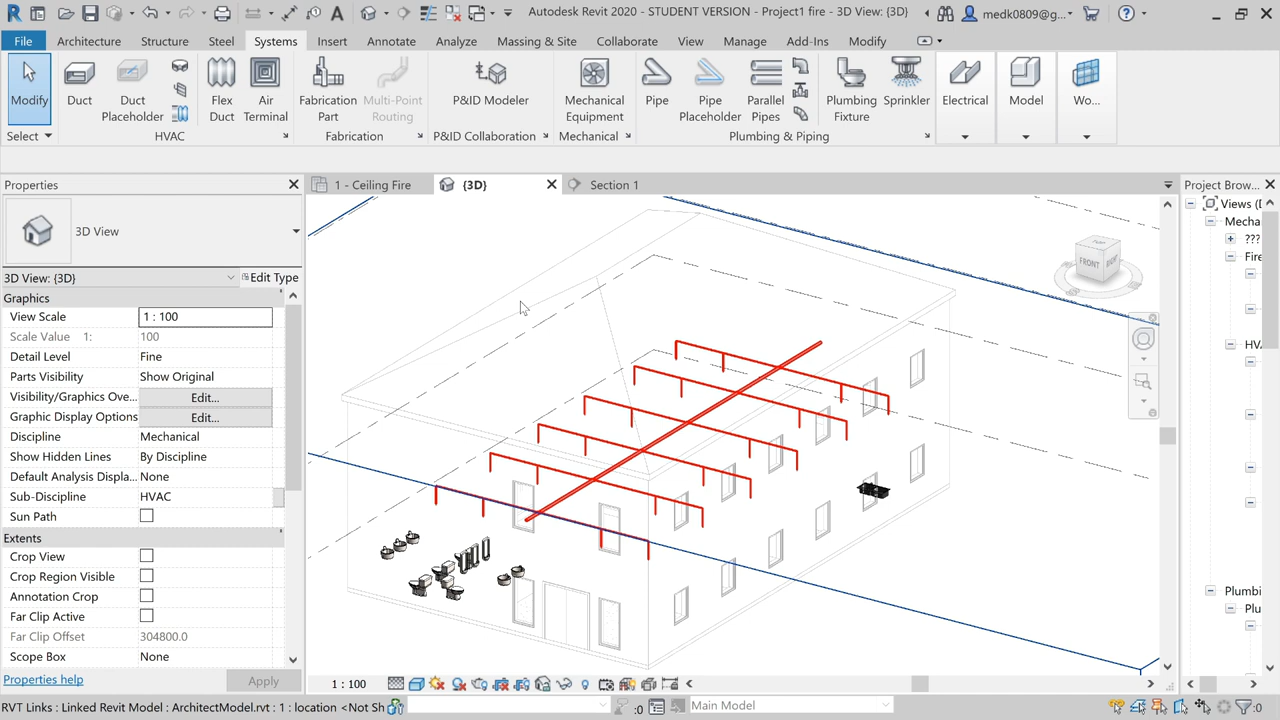 Autodesk Revit 2020 - STUDENT VERSION - Project1 fire - 3D View: {3D}
medk0809@g...
File Architecture Structure Steel Systems Insert Annotate Analyze Massing & Site Collaborate View Manage Add-Ins Modify
Modify
Duct
Duct Placeholder
Flex Duct
Air Terminal
Fabrication Part
Multi-Point Routing
P&ID Modeler
Mechanical Equipment
Pipe
Pipe Placeholder
Parallel Pipes
Plumbing Fixture
Sprinkler
Electrical
Model
Wo...
Select HVAC Fabrication P&ID Collaboration Mechanical Plumbing & Piping
Properties
1 - Ceiling Fire
{3D}
Section 1
Project Brow...
3D View
3D View: {3D}
Edit Type
Graphics
View Scale 1 : 100
Scale Value 1: 100
Detail Level Fine
Parts Visibility Show Original
Visibility/Graphics Ove... Edit...
Graphic Display Options Edit...
Discipline Mechanical
Show Hidden Lines By Discipline
Default Analysis Displa... None
Sub-Discipline HVAC
Sun Path
Extents
Crop View
Crop Region Visible
Annotation Crop
Far Clip Active
Far Clip Offset 304800.0
Scope Box None
Properties help
Apply
FRONT
Views (
Mecha
???
Fire
HVA
Plumbi
Plu
1 : 100
RVT Links : Linked Revit Model : ArchitectModel.rvt : 1 : location <Not Sh
:0
Main Model
:0